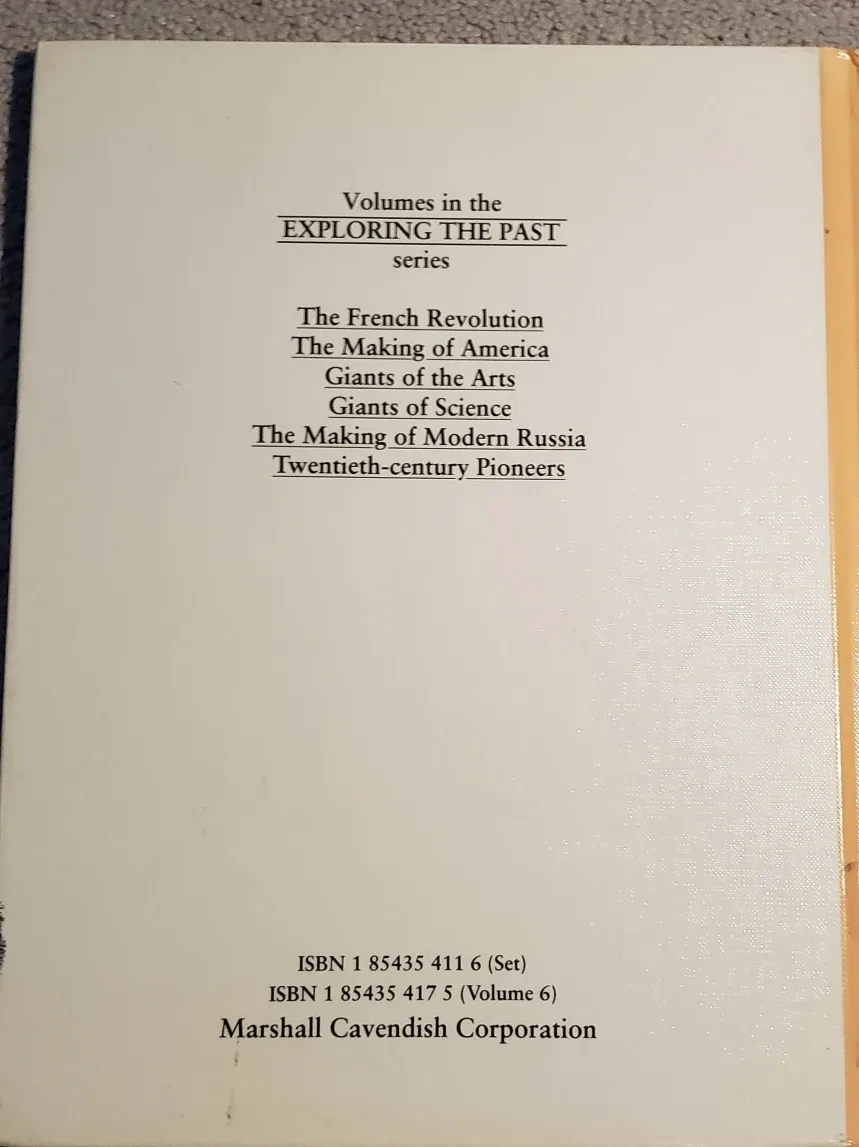 Volumes in the
EXPLORING THE PAST
series
The French Revolution
The Making of America
Giants of the Arts
Giants of Science
The Making of Modern Russia
Twentieth-century Pioneers
ISBN 1 85435 411 6 (Set)
ISBN 1 85435 417 5 (Volume 6)
Marshall Cavendish Corporation